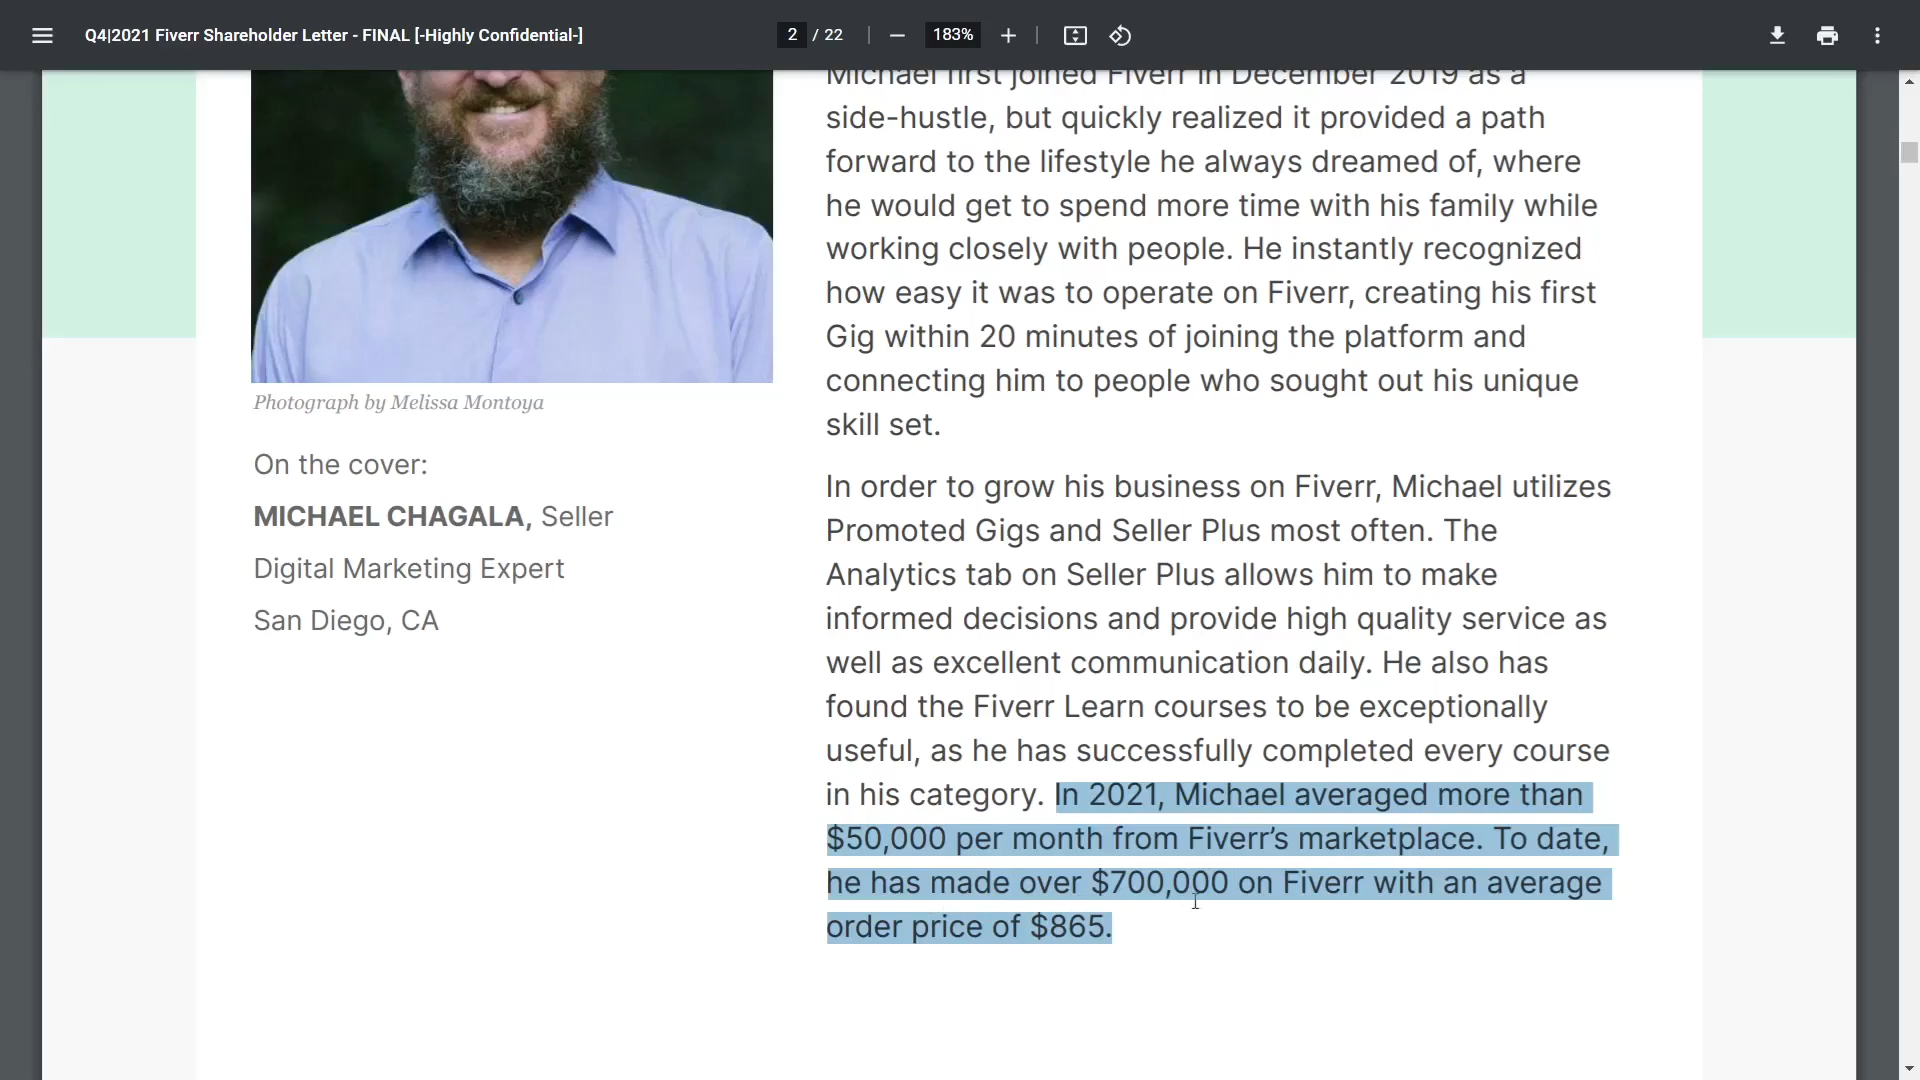 Q4|2021 Fiverr Shareholder Letter - FINAL [-Highly Confidential-]
2 / 22
183%
Photograph by Melissa Montoya
On the cover:
MICHAEL CHAGALA, Seller
Digital Marketing Expert
San Diego, CA
Michael first joined Fiverr in December 2019 as a
side-hustle, but quickly realized it provided a path
forward to the lifestyle he always dreamed of, where
he would get to spend more time with his family while
working closely with people. He instantly recognized
how easy it was to operate on Fiverr, creating his first
Gig within 20 minutes of joining the platform and
connecting him to people who sought out his unique
skill set.
In order to grow his business on Fiverr, Michael utilizes
Promoted Gigs and Seller Plus most often. The
Analytics tab on Seller Plus allows him to make
informed decisions and provide high quality service as
well as excellent communication daily. He also has
found the Fiverr Learn courses to be exceptionally
useful, as he has successfully completed every course
in his category. In 2021, Michael averaged more than
$50,000 per month from Fiverr’s marketplace. To date,
he has made over $700,000 on Fiverr with an average
order price of $865.